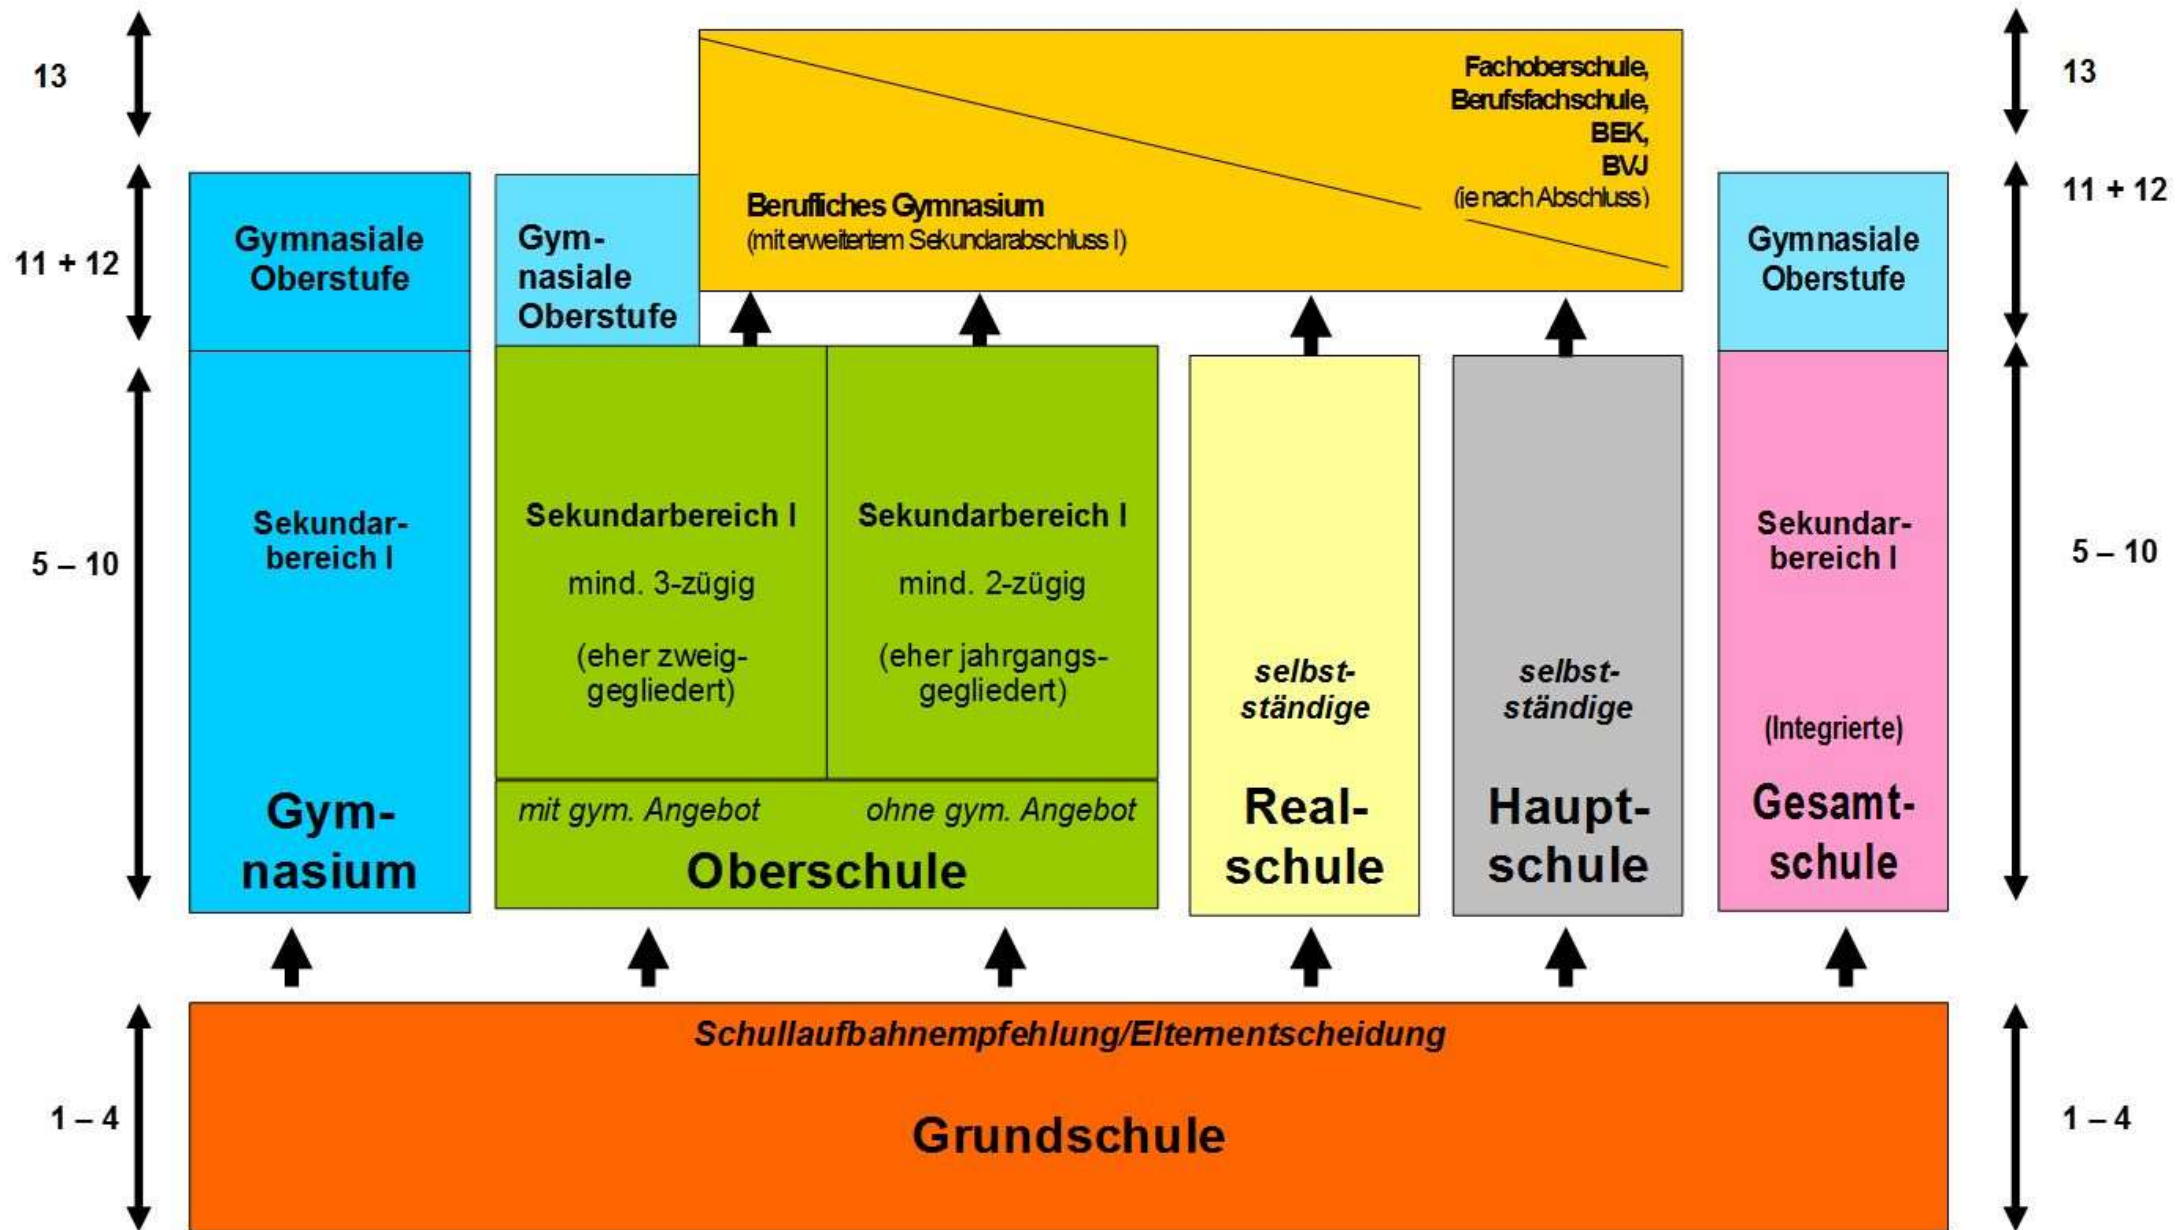 13
Fachoberschule,
Berufsfachschule,
BEK,
BVJ
(je nach Abschluss)
13
Berufliches Gymnasium
(mit erweitertem Sekundarabschluss I)
11 + 12
Gymnasiale
Oberstufe
Gym-
nasiale
Oberstufe
Gymnasiale
Oberstufe
11 + 12
5 – 10
Sekundar-
bereich I
Gym-
nasium
Sekundarbereich I
mind. 3-zügig
(eher zweig-
gegliedert)
mit gym. Angebot
Sekundarbereich I
mind. 2-zügig
(eher jahrgangs-
gegliedert)
ohne gym. Angebot
Oberschule
selbst-
ständige
Real-
schule
selbst-
ständige
Haupt-
schule
Sekundar-
bereich I
(Integrierte)
Gesamt-
schule
5 – 10
1 – 4
Schullaufbahnempfehlung/Elternentscheidung
Grundschule
1 – 4